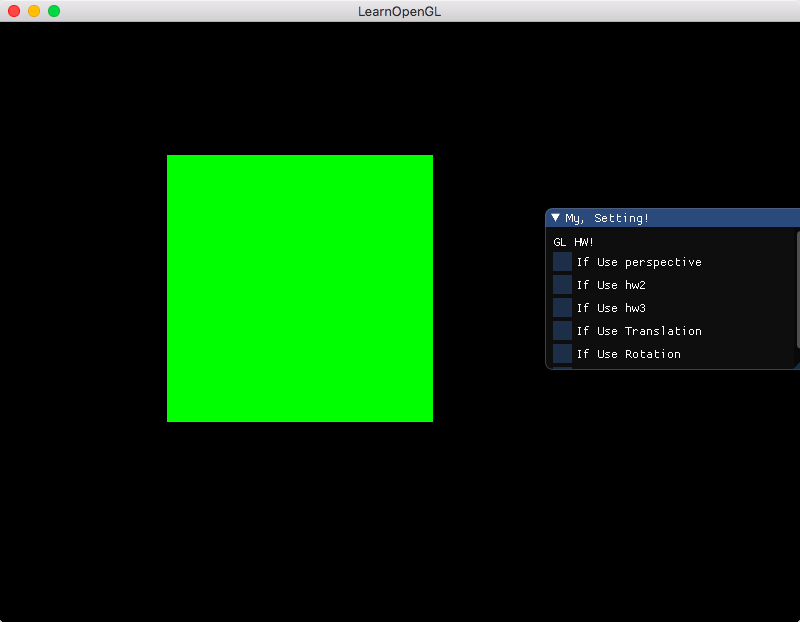 LearnOpenGL
My, Setting!
GL HW!
If Use perspective
If Use hw2
If Use hw3
If Use Translation
If Use Rotation